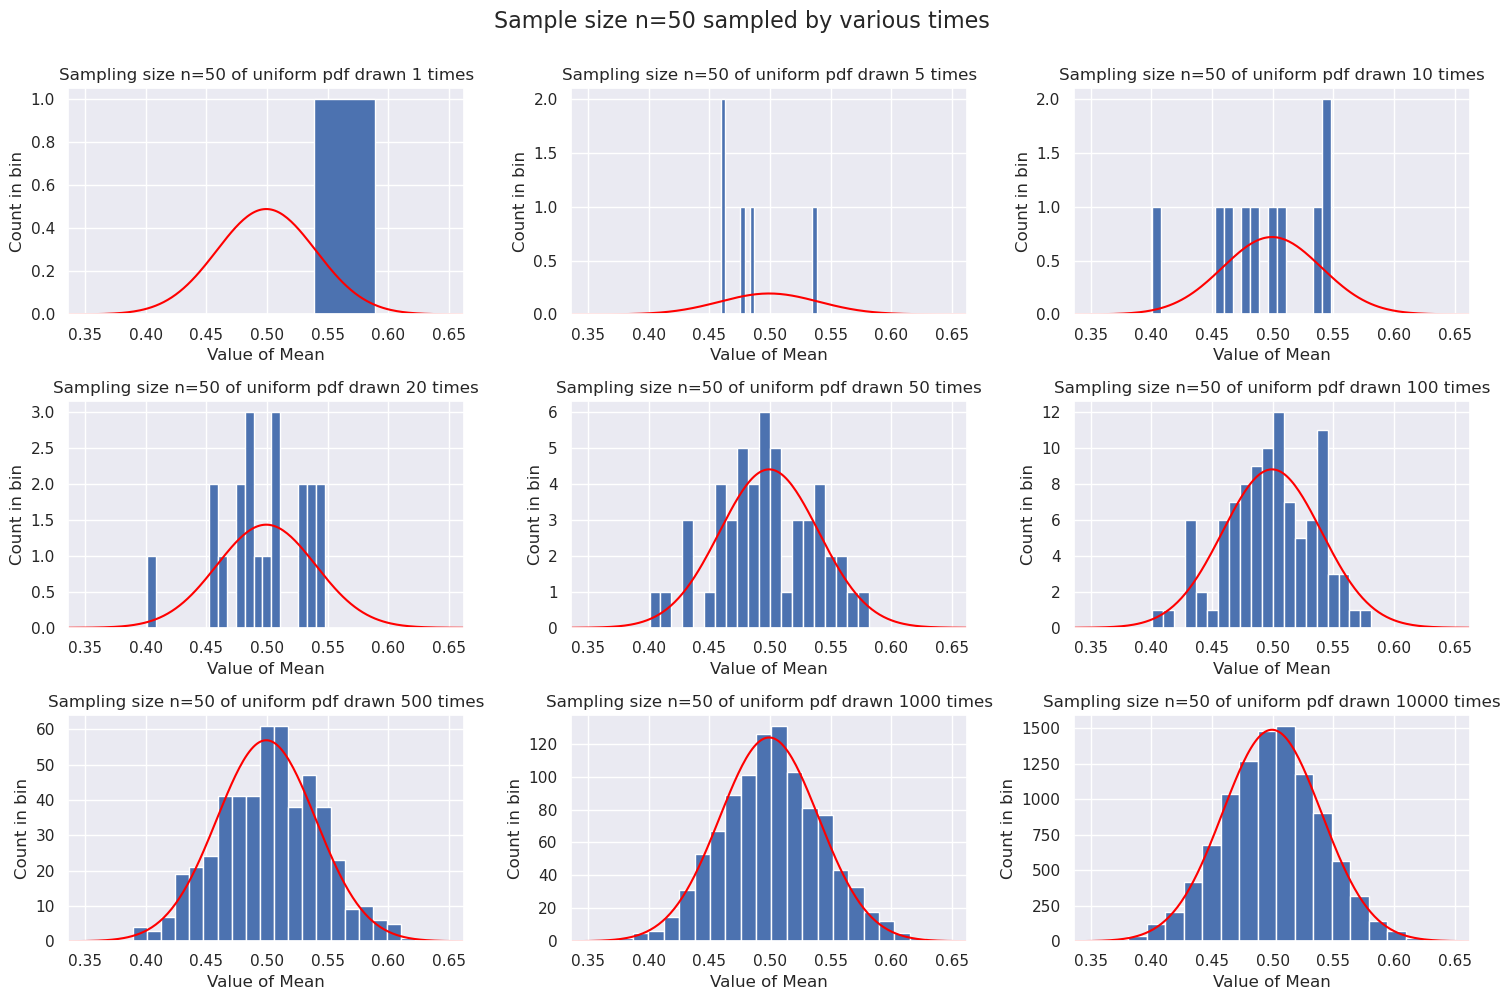 Sample size n=50 sampled by various times
Sampling size n=50 of uniform pdf drawn 1 times
1.0
0.8
0.6
0.4
0.2
0.0
Count in bin
0.35 0.40 0.45 0.50 0.55 0.60 0.65
Value of Mean
Sampling size n=50 of uniform pdf drawn 5 times
2.0
1.5
1.0
0.5
0.0
Count in bin
0.35 0.40 0.45 0.50 0.55 0.60 0.65
Value of Mean
Sampling size n=50 of uniform pdf drawn 10 times
2.0
1.5
1.0
0.5
0.0
Count in bin
0.35 0.40 0.45 0.50 0.55 0.60 0.65
Value of Mean
Sampling size n=50 of uniform pdf drawn 20 times
3.0
2.5
2.0
1.5
1.0
0.5
0.0
Count in bin
0.35 0.40 0.45 0.50 0.55 0.60 0.65
Value of Mean
Sampling size n=50 of uniform pdf drawn 50 times
6
5
4
3
2
1
0
Count in bin
0.35 0.40 0.45 0.50 0.55 0.60 0.65
Value of Mean
Sampling size n=50 of uniform pdf drawn 100 times
12
10
8
6
4
2
0
Count in bin
0.35 0.40 0.45 0.50 0.55 0.60 0.65
Value of Mean
Sampling size n=50 of uniform pdf drawn 500 times
60
50
40
30
20
10
0
Count in bin
0.35 0.40 0.45 0.50 0.55 0.60 0.65
Value of Mean
Sampling size n=50 of uniform pdf drawn 1000 times
120
100
80
60
40
20
0
Count in bin
0.35 0.40 0.45 0.50 0.55 0.60 0.65
Value of Mean
Sampling size n=50 of uniform pdf drawn 10000 times
1500
1250
1000
750
500
250
0
Count in bin
0.35 0.40 0.45 0.50 0.55 0.60 0.65
Value of Mean